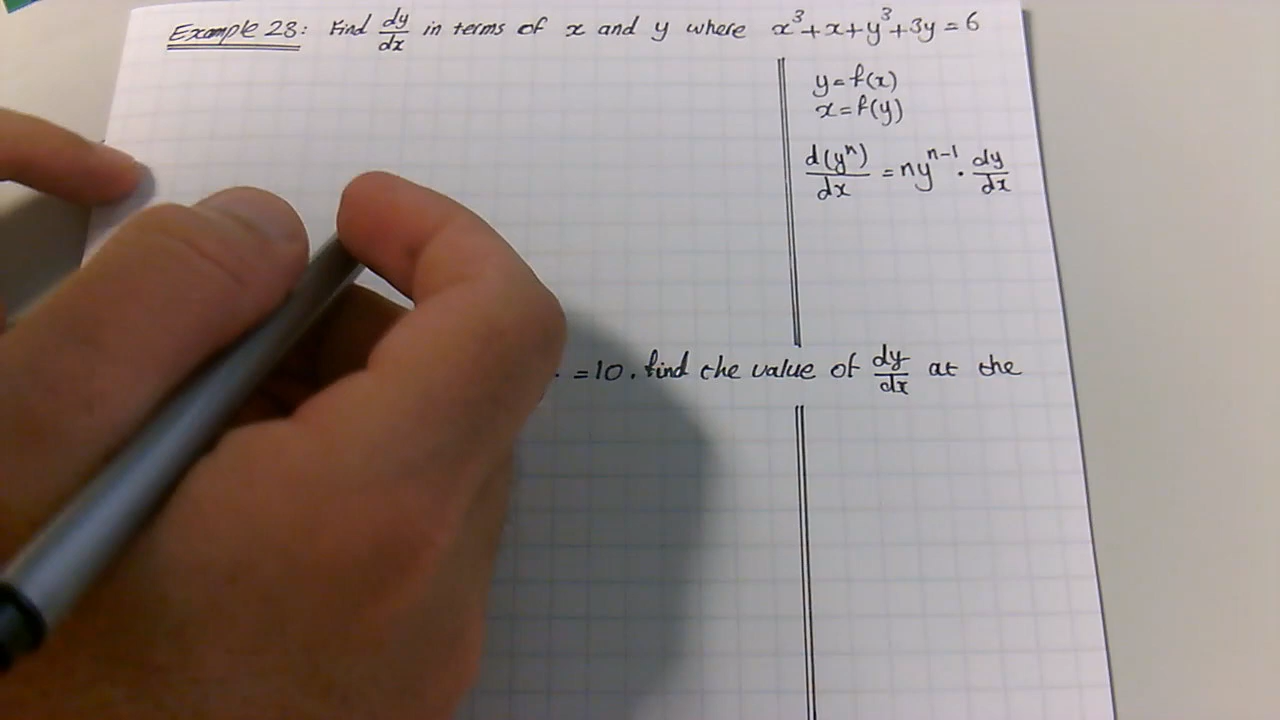 Example 28: Find dy/dx in terms of x and y where x³+x+y³+3y=6
y=f(x)
x=f(y)
d(yⁿ)/dx = nyⁿ⁻¹ · dy/dx
=10. find the value of dy/dx at the